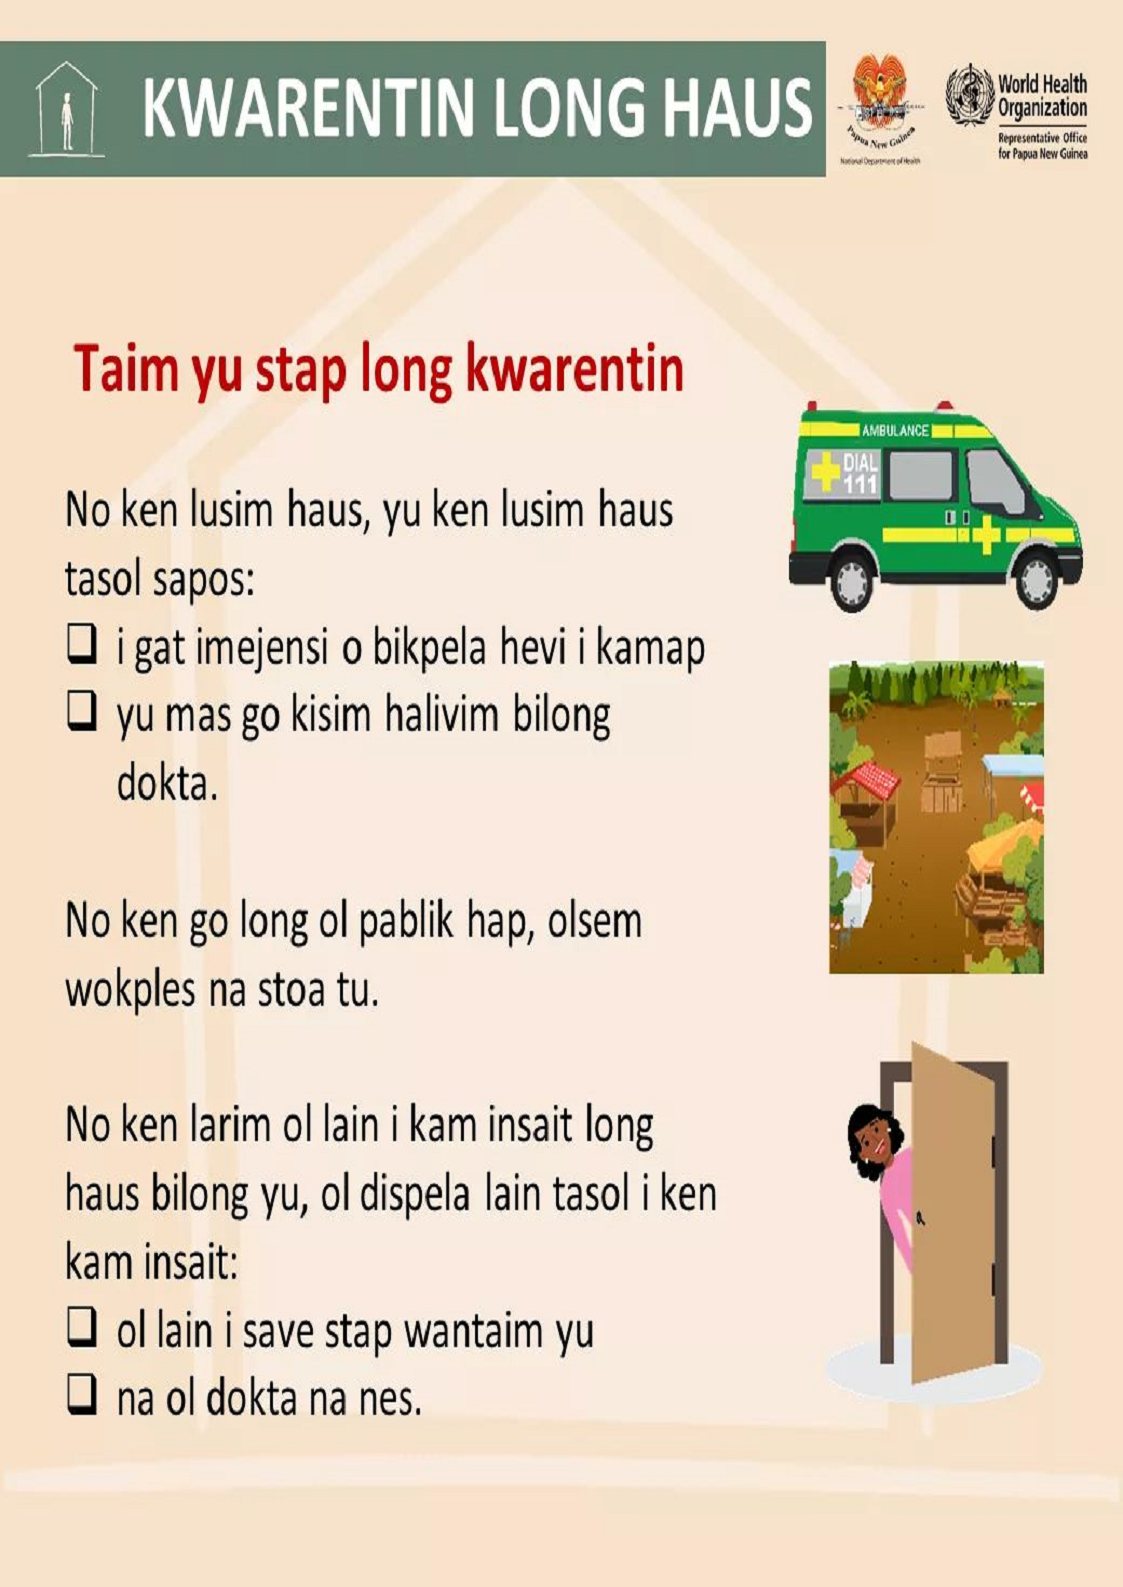 KWARENTIN LONG HAUS
Papua New Guinea
National Department of Health
World Health
Organization
Representative Office
for Papua New Guinea
Taim yu stap long kwarentin
AMBULANCE
DIAL
111
No ken lusim haus, yu ken lusim haus
tasol sapos:
❑ i gat imejensi o bikpela hevi i kamap
❑ yu mas go kisim halivim bilong
dokta.
No ken go long ol pablik hap, olsem
wokples na stoa tu.
No ken larim ol lain i kam insait long
haus bilong yu, ol dispela lain tasol i ken
kam insait:
❑ ol lain i save stap wantaim yu
❑ na ol dokta na nes.